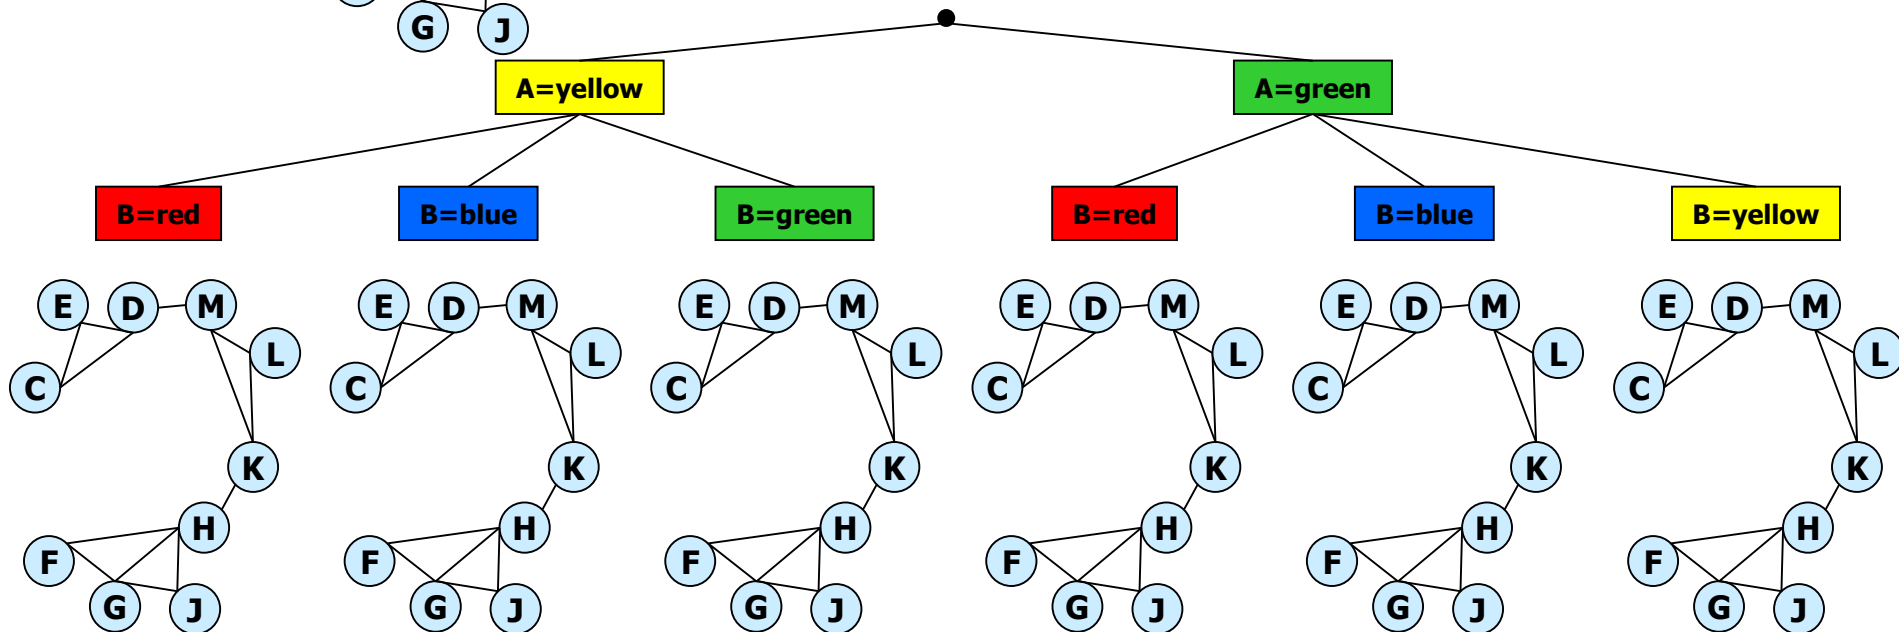 G J
A=yellow A=green
B=red B=blue B=green B=red B=blue B=yellow
E D M E D M E D M E D M E D M E D M
L L L L L L
C C C C C C
K K K K K K
H H H H H H
F F F F F F
G J G J G J G J G J G J